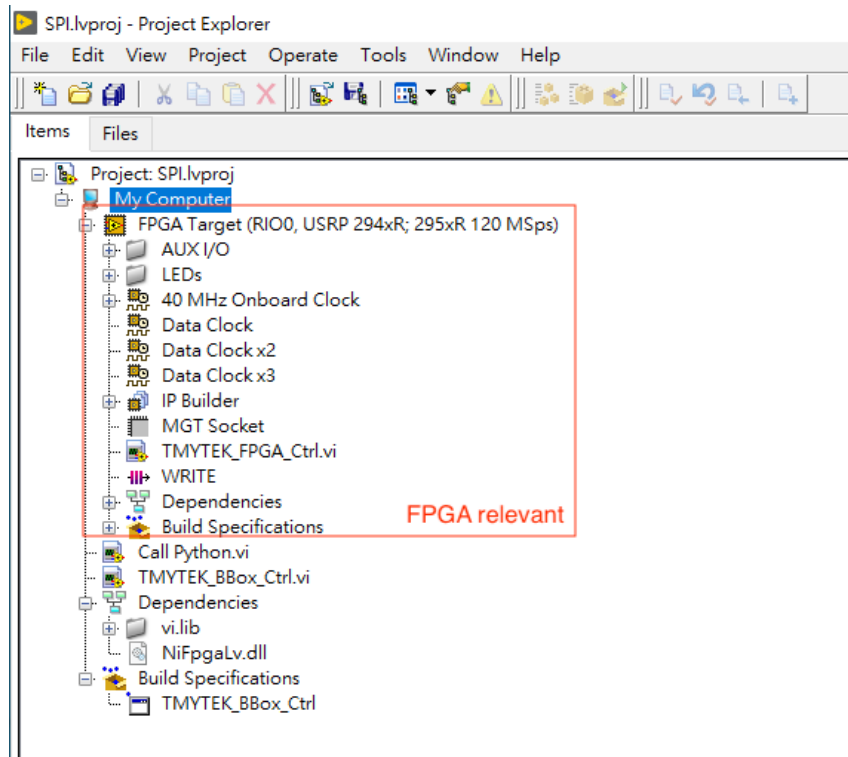 SPI.lvproj - Project Explorer
File Edit View Project Operate Tools Window Help
Items Files
Project: SPI.lvproj
My Computer
FPGA Target (RIO0, USRP 294xR; 295xR 120 MSps)
AUX I/O
LEDs
40 MHz Onboard Clock
Data Clock
Data Clock x2
Data Clock x3
IP Builder
MGT Socket
TMYTEK_FPGA_Ctrl.vi
WRITE
Dependencies
Build Specifications
FPGA relevant
Call Python.vi
TMYTEK_BBox_Ctrl.vi
Dependencies
vi.lib
NiFpgaLv.dll
Build Specifications
TMYTEK_BBox_Ctrl